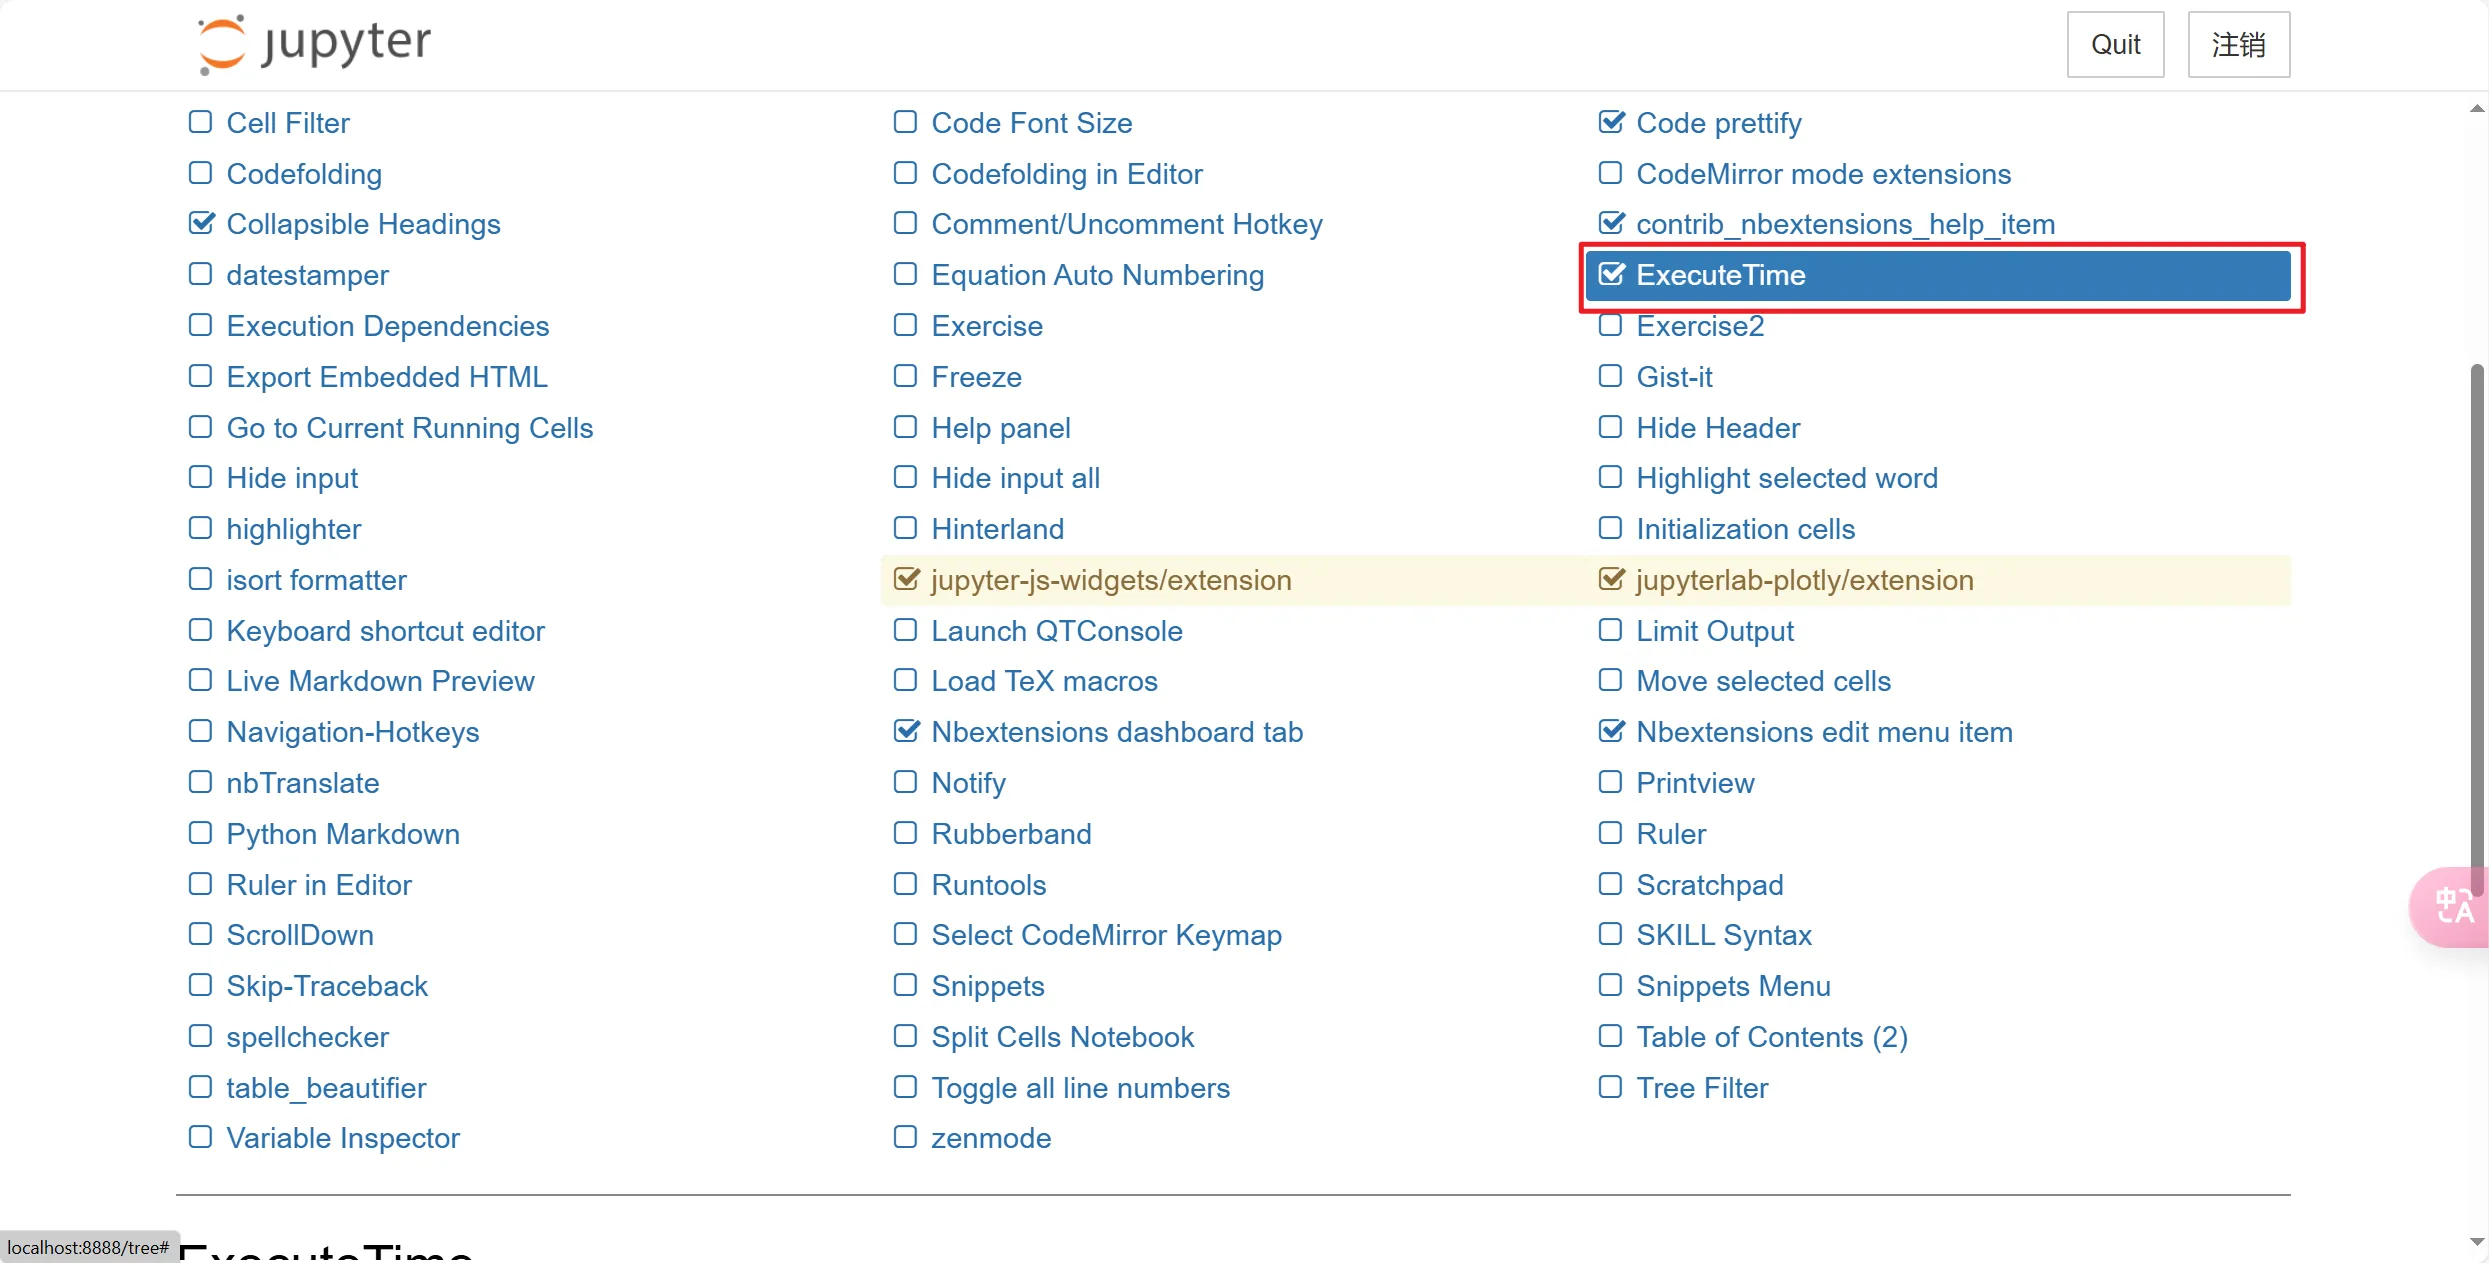 jupyter
Quit
注销
Cell Filter
Code Font Size
Code prettify
Codefolding
Codefolding in Editor
CodeMirror mode extensions
Collapsible Headings
Comment/Uncomment Hotkey
contrib_nbextensions_help_item
datestamper
Equation Auto Numbering
ExecuteTime
Execution Dependencies
Exercise
Exercise2
Export Embedded HTML
Freeze
Gist-it
Go to Current Running Cells
Help panel
Hide Header
Hide input
Hide input all
Highlight selected word
highlighter
Hinterland
Initialization cells
isort formatter
jupyter-js-widgets/extension
jupyterlab-plotly/extension
Keyboard shortcut editor
Launch QTConsole
Limit Output
Live Markdown Preview
Load TeX macros
Move selected cells
Navigation-Hotkeys
Nbextensions dashboard tab
Nbextensions edit menu item
nbTranslate
Notify
Printview
Python Markdown
Rubberband
Ruler
Ruler in Editor
Runtools
Scratchpad
中A
ScrollDown
Select CodeMirror Keymap
SKILL Syntax
Skip-Traceback
Snippets
Snippets Menu
spellchecker
Split Cells Notebook
Table of Contents (2)
table_beautifier
Toggle all line numbers
Tree Filter
Variable Inspector
zenmode
localhost:8888/tree#
ExecuteTime